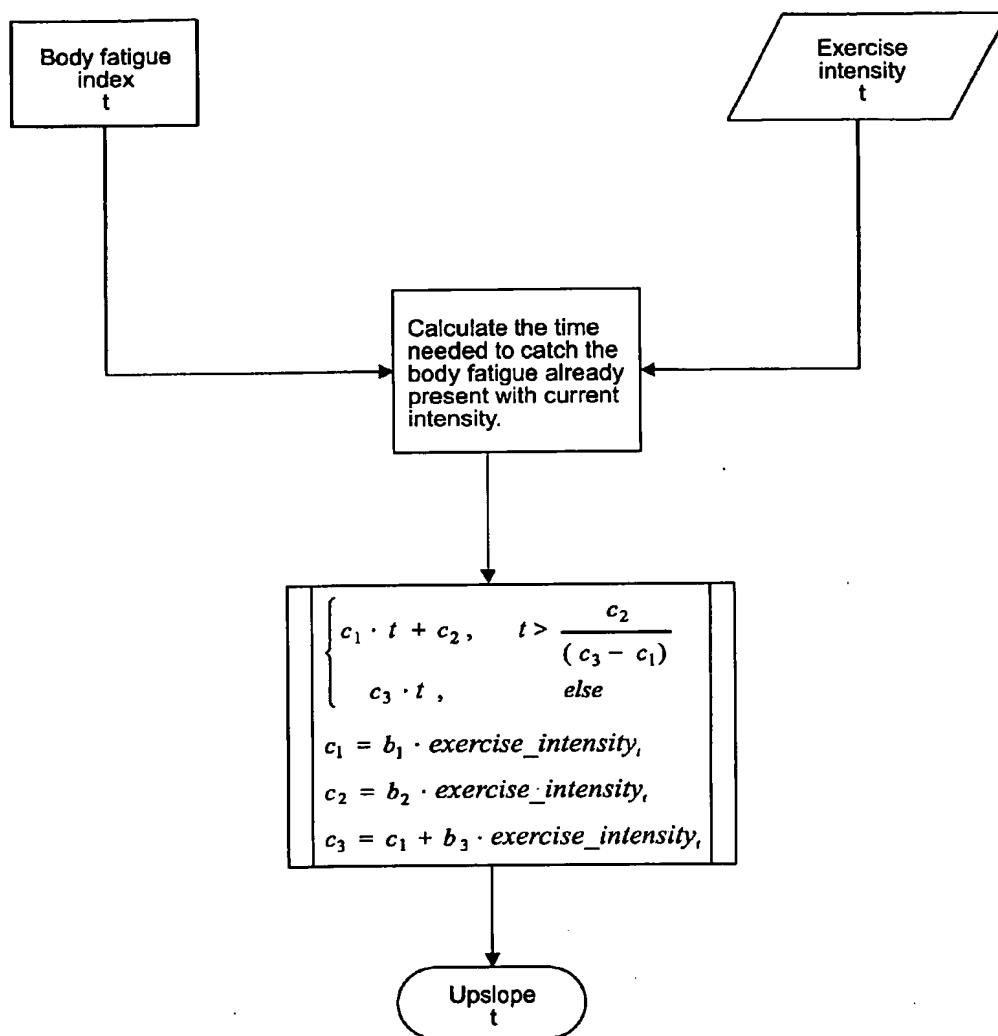 Body fatigue
index
t
Exercise
intensity
t
Calculate the time
needed to catch the
body fatigue already
present with current
intensity.
c₁ · t + c₂ , t > c₂ / ( c₃ − c₁)
c₃ · t , else
c₁ = b₁ · exercise_intensityₜ
c₂ = b₂ · exercise_intensityₜ
c₃ = c₁ + b₃ · exercise_intensityₜ
Upslope
t